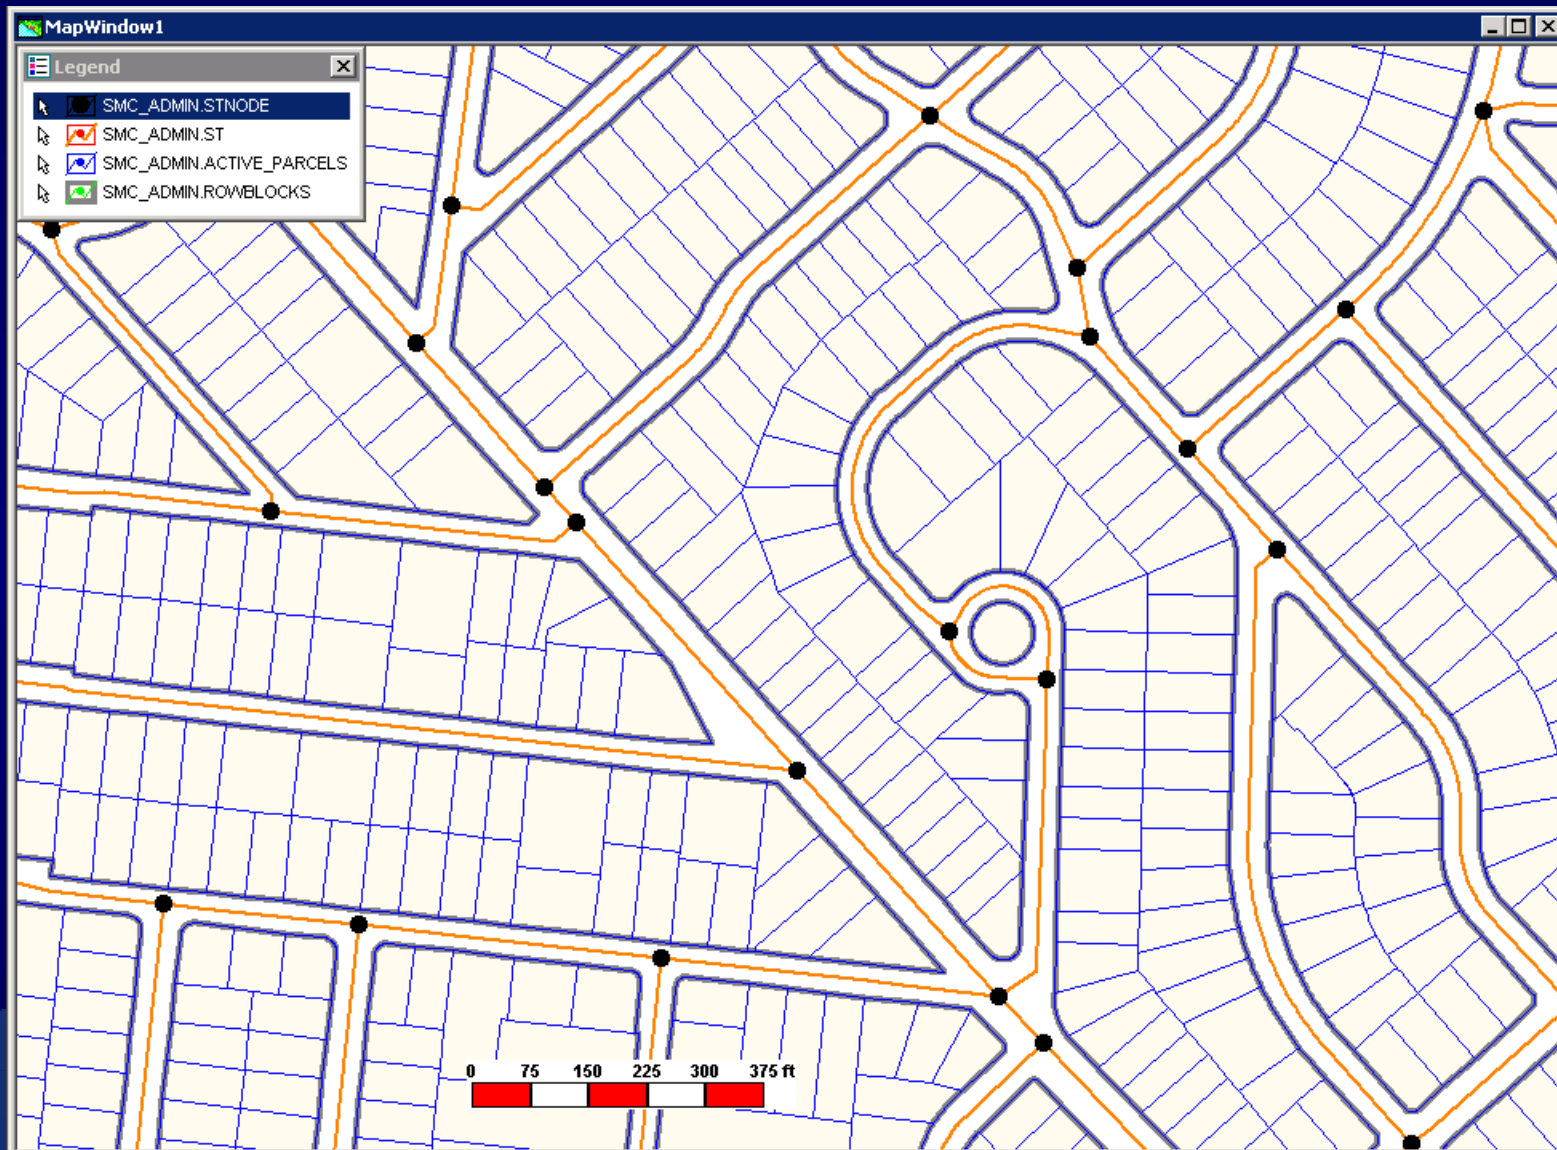 MapWindow1
Legend
SMC_ADMIN.STNODE
SMC_ADMIN.ST
SMC_ADMIN.ACTIVE_PARCELS
SMC_ADMIN.ROWBLOCKS
0 75 150 225 300 375 ft